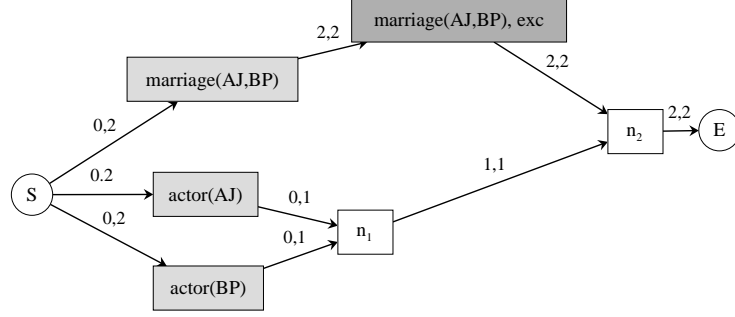 marriage(AJ,BP), exc
2,2
marriage(AJ,BP)
2,2
0,2
n2
2,2
E
1,1
S
0.2
actor(AJ)
0,1
0,2
n1
0,1
actor(BP)